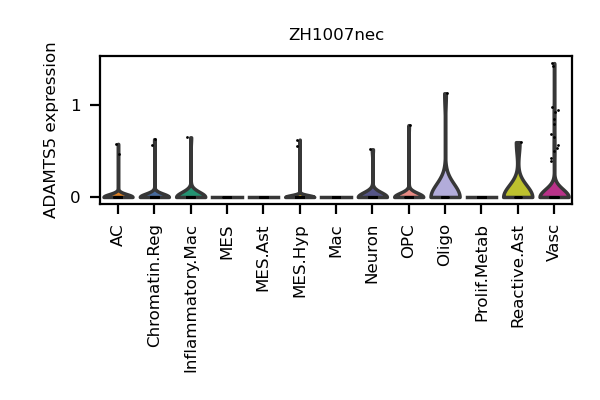 ZH1007nec
ADAMTS5 expression
1
0
AC
Chromatin.Reg
Inflammatory.Mac
MES
MES.Ast
MES.Hyp
Mac
Neuron
OPC
Oligo
Prolif.Metab
Reactive.Ast
Vasc